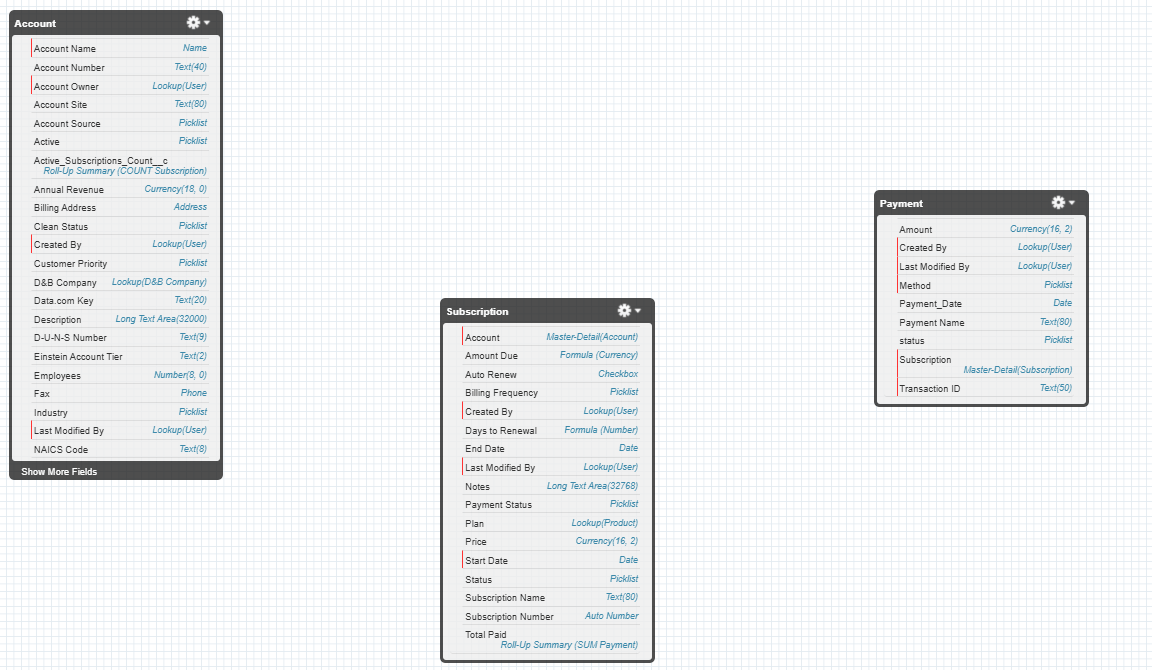 Account
Account Name Name
Account Number Text(40)
Account Owner Lookup(User)
Account Site Text(80)
Account Source Picklist
Active Picklist
Active_Subscriptions_Count__c
Roll-Up Summary (COUNT Subscription)
Annual Revenue Currency(18, 0)
Billing Address Address
Clean Status Picklist
Created By Lookup(User)
Customer Priority Picklist
D&B Company Lookup(D&B Company)
Data.com Key Text(20)
Description Long Text Area(32000)
D-U-N-S Number Text(9)
Einstein Account Tier Text(2)
Employees Number(8, 0)
Fax Phone
Industry Picklist
Last Modified By Lookup(User)
NAICS Code Text(8)
Show More Fields
Subscription
Account Master-Detail(Account)
Amount Due Formula (Currency)
Auto Renew Checkbox
Billing Frequency Picklist
Created By Lookup(User)
Days to Renewal Formula (Number)
End Date Date
Last Modified By Lookup(User)
Notes Long Text Area(32768)
Payment Status Picklist
Plan Lookup(Product)
Price Currency(16, 2)
Start Date Date
Status Picklist
Subscription Name Text(80)
Subscription Number Auto Number
Total Paid
Roll-Up Summary (SUM Payment)
Payment
Amount Currency(16, 2)
Created By Lookup(User)
Last Modified By Lookup(User)
Method Picklist
Payment_Date Date
Payment Name Text(80)
status Picklist
Subscription
Master-Detail(Subscription)
Transaction ID Text(50)